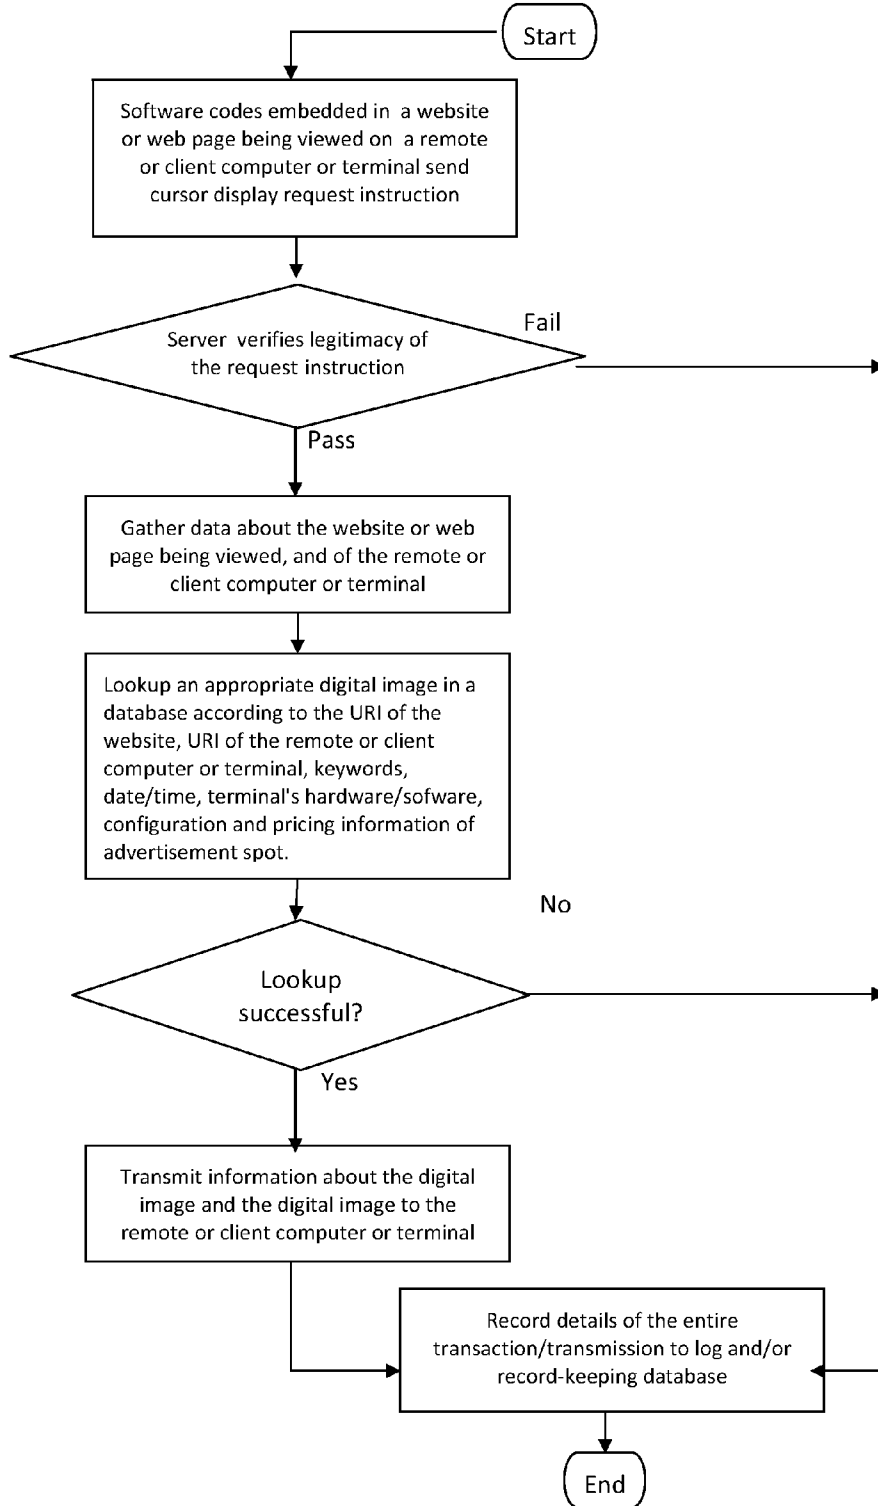 Start
Software codes embedded in a website
or web page being viewed on a remote
or client computer or terminal send
cursor display request instruction
Fail
Server verifies legitimacy of
the request instruction
Pass
Gather data about the website or web
page being viewed, and of the remote or
client computer or terminal
Lookup an appropriate digital image in a
database according to the URI of the
website, URI of the remote or client
computer or terminal, keywords,
date/time, terminal's hardware/sofware,
configuration and pricing information of
advertisement spot.
No
Lookup
successful?
Yes
Transmit information about the digital
image and the digital image to the
remote or client computer or terminal
Record details of the entire
transaction/transmission to log and/or
record-keeping database
End